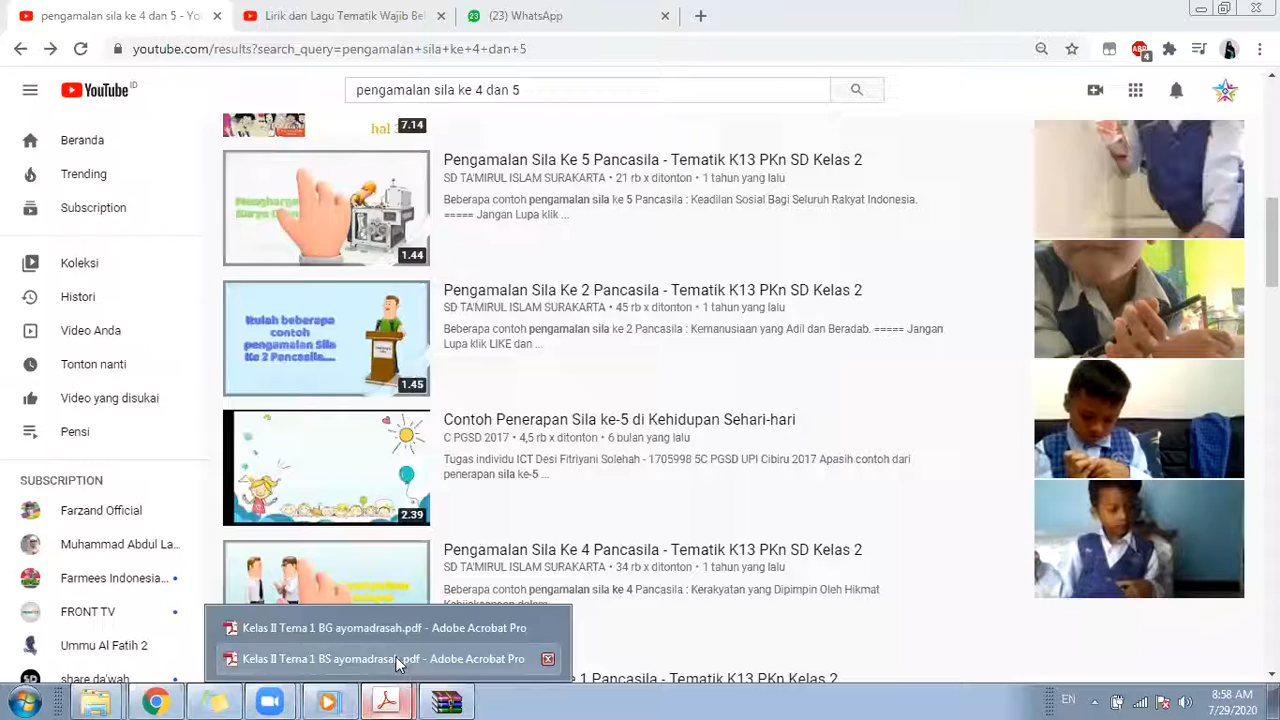 pengamalan sila ke 4 dan 5 - Yo
Lirik dan Lagu Tematik Wajib Bel
(23) WhatsApp
youtube.com/results?search_query=pengamalan+sila+ke+4+dan+5
4
YouTube ID
pengamalan sila ke 4 dan 5
Beranda
Trending
Subscription
Koleksi
Histori
Video Anda
Tonton nanti
Video yang disukai
Pensi
SUBSCRIPTION
Farzand Official
Muhammad Abdul La...
Farmees Indonesia...
FRONT TV
Ummu Al Fatih 2
share da'wah
hal
7.14
Karya
1.44
Pengamalan Sila Ke 5 Pancasila - Tematik K13 PKn SD Kelas 2
SD TA'MIRUL ISLAM SURAKARTA • 21 rb x ditonton • 1 tahun yang lalu
Beberapa contoh pengamalan sila ke 5 Pancasila : Keadilan Sosial Bagi Seluruh Rakyat Indonesia.
===== Jangan Lupa klik ...
Itulah beberapa
contoh
pengamalan Sila
Ke 2 Pancasila....
1.45
Pengamalan Sila Ke 2 Pancasila - Tematik K13 PKn SD Kelas 2
SD TA'MIRUL ISLAM SURAKARTA • 45 rb x ditonton • 1 tahun yang lalu
Beberapa contoh pengamalan sila ke 2 Pancasila : Kemanusiaan yang Adil dan Beradab. ===== Jangan
Lupa klik LIKE dan ...
2.39
Contoh Penerapan Sila ke-5 di Kehidupan Sehari-hari
C PGSD 2017 • 4,5 rb x ditonton • 6 bulan yang lalu
Tugas individu ICT Desi Fitriyani Solehah - 1705998 5C PGSD UPI Cibiru 2017 Apasih contoh dari
penerapan sila ke-5 ...
Pengamalan Sila Ke 4 Pancasila - Tematik K13 PKn SD Kelas 2
SD TA'MIRUL ISLAM SURAKARTA • 34 rb x ditonton • 1 tahun yang lalu
Beberapa contoh pengamalan sila ke 4 Pancasila : Kerakyatan yang Dipimpin Oleh Hikmat
Kebijaksanaan dalam
1 Pancasila - Tematik K13 PKn SD Kelas 2
Kelas II Tema 1 BG ayomadrasah.pdf - Adobe Acrobat Pro
Kelas II Tema 1 BS ayomadrasah.pdf - Adobe Acrobat Pro
EN
8:58 AM
7/29/2020